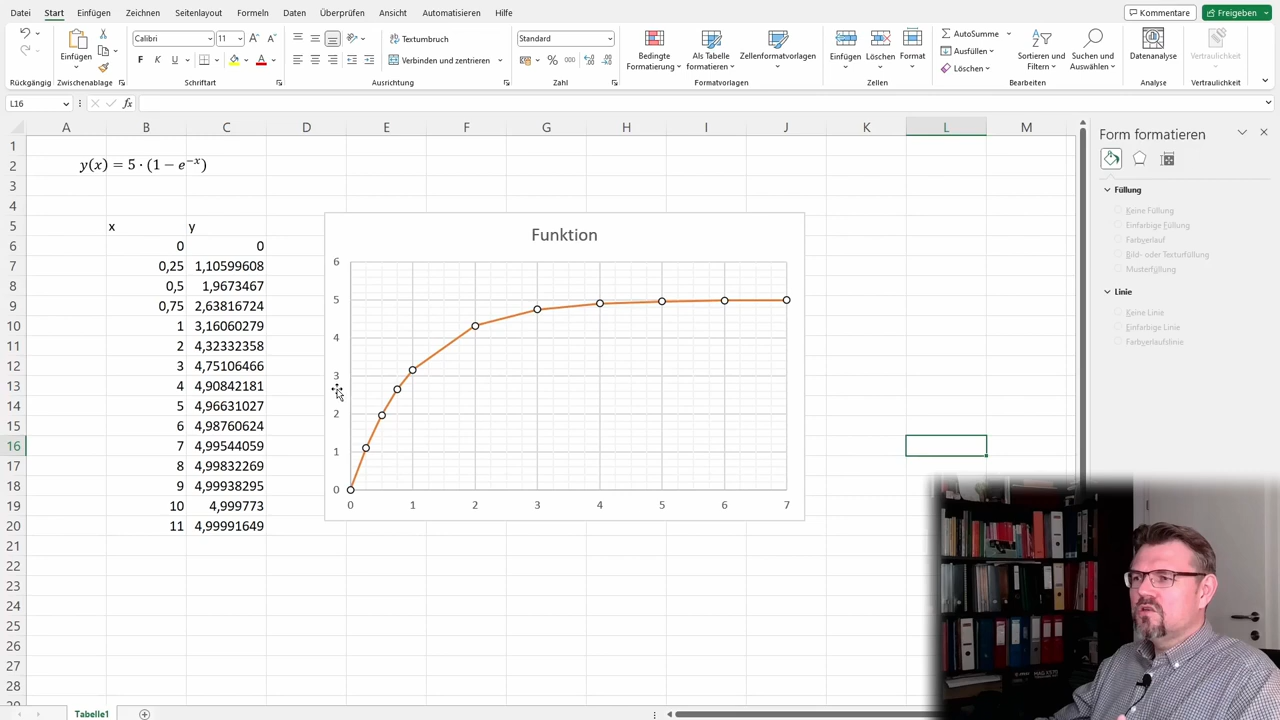 Datei Start Einfügen Zeichnen Seitenlayout Formeln Daten Überprüfen Ansicht Automatisieren Hilfe Kommentare Freigeben
Calibri 11 Textumbruch Standard AutoSumme
Einfügen F K U Verbinden und zentrieren % 000 Bedingte Formatierung Als Tabelle formatieren Zellenformatvorlagen Einfügen Löschen Format Ausfüllen Löschen Sortieren und Filtern Suchen und Auswählen Datenanalyse Vertraulichkeit
Rückgängig Zwischenablage Schriftart Ausrichtung Zahl Formatvorlagen Zellen Bearbeiten Analyse Vertraulichkeit
L16 fx
A B C D E F G H I J K L M
1
2 y(x) = 5 · (1 − e⁻ˣ)
3
4
5 x y
6 0 0
7 0,25 1,10599608
8 0,5 1,9673467
9 0,75 2,63816724
10 1 3,16060279
11 2 4,32332358
12 3 4,75106466
13 4 4,90842181
14 5 4,96631027
15 6 4,98760624
16 7 4,99544059
17 8 4,99832269
18 9 4,99938295
19 10 4,999773
20 11 4,99991649
21
22
23
24
25
26
27
28
Funktion
6
5
4
3
2
1
0
0 1 2 3 4 5 6 7
Form formatieren
Füllung
Keine Füllung
Einfarbige Füllung
Farbverlauf
Bild- oder Texturfüllung
Musterfüllung
Linie
Keine Linie
Einfarbige Linie
Farbverlaufslinie
Tabelle1